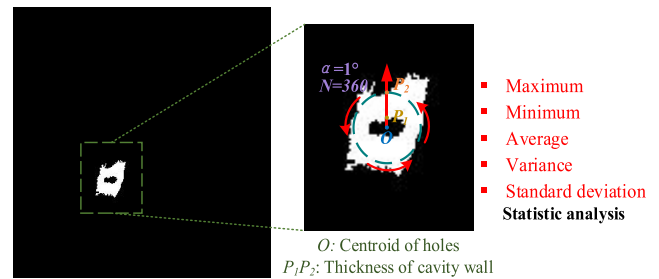 α=1°
N=360
P2
P1
O
▪ Maximum
▪ Minimum
▪ Average
▪ Variance
▪ Standard deviation
Statistic analysis
O: Centroid of holes
P1P2: Thickness of cavity wall